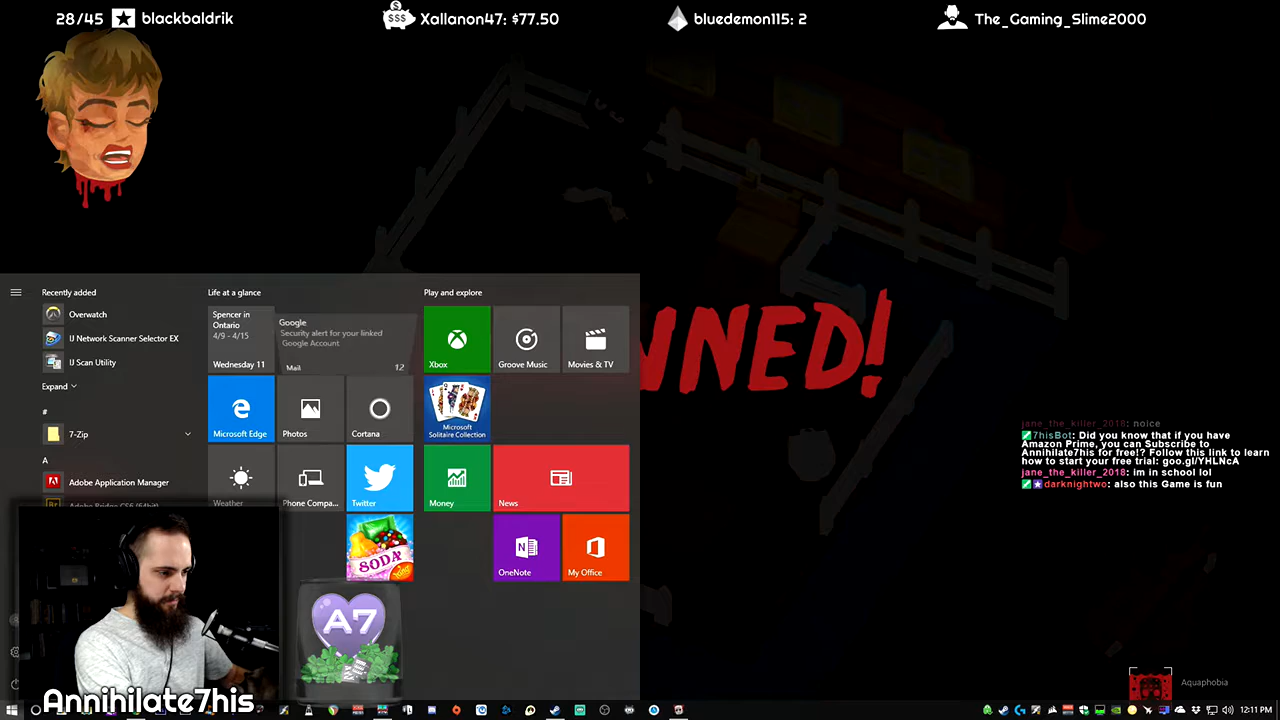 28/45 blackbaldrik
$$$ Xallanon47: $77.50
bluedemon115: 2
The_Gaming_Slime2000
Recently added
Overwatch
IJ Network Scanner Selector EX
IJ Scan Utility
Expand
#
7-Zip
A
Adobe Application Manager
Adobe Bridge CS6 (64bit)
Life at a glance
Spencer in
Ontario
4/9 - 4/15
Wednesday 11
Google
Security alert for your linked
Google Account
Mail 12
Microsoft Edge
Photos
Cortana
Weather
Phone Compa...
Twitter
SODA
Play and explore
Xbox
Groove Music
Movies & TV
Microsoft
Solitaire Collection
Money
News
OneNote
My Office
NNED!
jane_the_killer_2018: noice
7hisBot: Did you know that if you have
Amazon Prime, you can Subscribe to
Annihilate7his for free!? Follow this link to learn
how to start your free trial: goo.gl/YHLNcA
jane_the_killer_2018: im in school lol
darknightwo: also this Game is fun
A7
Annihilate7his
Aquaphobia
12:11 PM